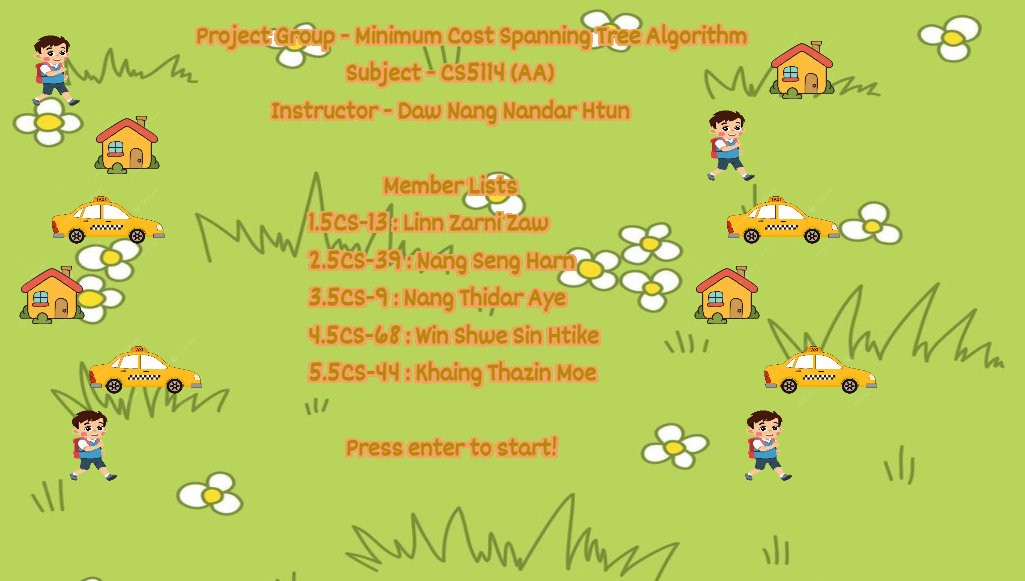 Project Group - Minimum Cost Spanning Tree Algorithm
Subject - CS5114 (AA)
Instructor - Daw Nang Nandar Htun
Member Lists
1.5CS-13 : Linn Zarni Zaw
2.5CS-39 : Nang Seng Harn
3.5CS-9 : Nang Thidar Aye
4.5CS-68 : Win Shwe Sin Htike
5.5CS-44 : Khaing Thazin Moe
Press enter to start!